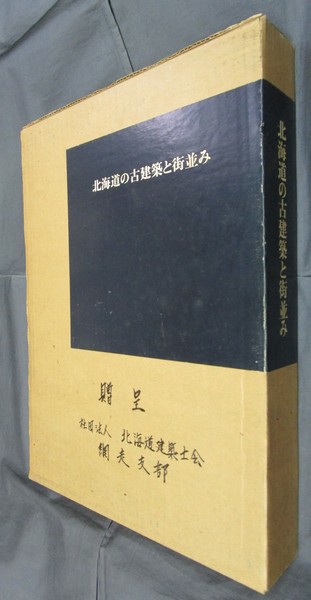 北海道の古建築と街並み
北海道の古建築と街並み
贈呈
社団法人 北海道建築士会
網走支部